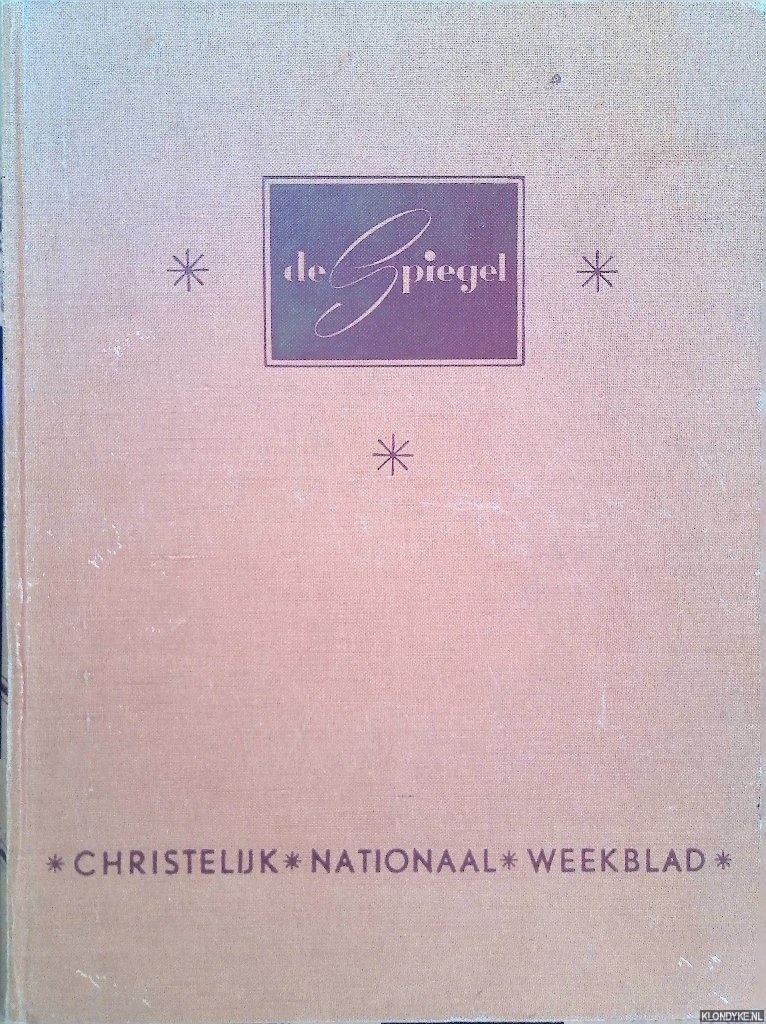 de Spiegel
* CHRISTELIJK * NATIONAAL * WEEKBLAD *
KLONDYKE.NL